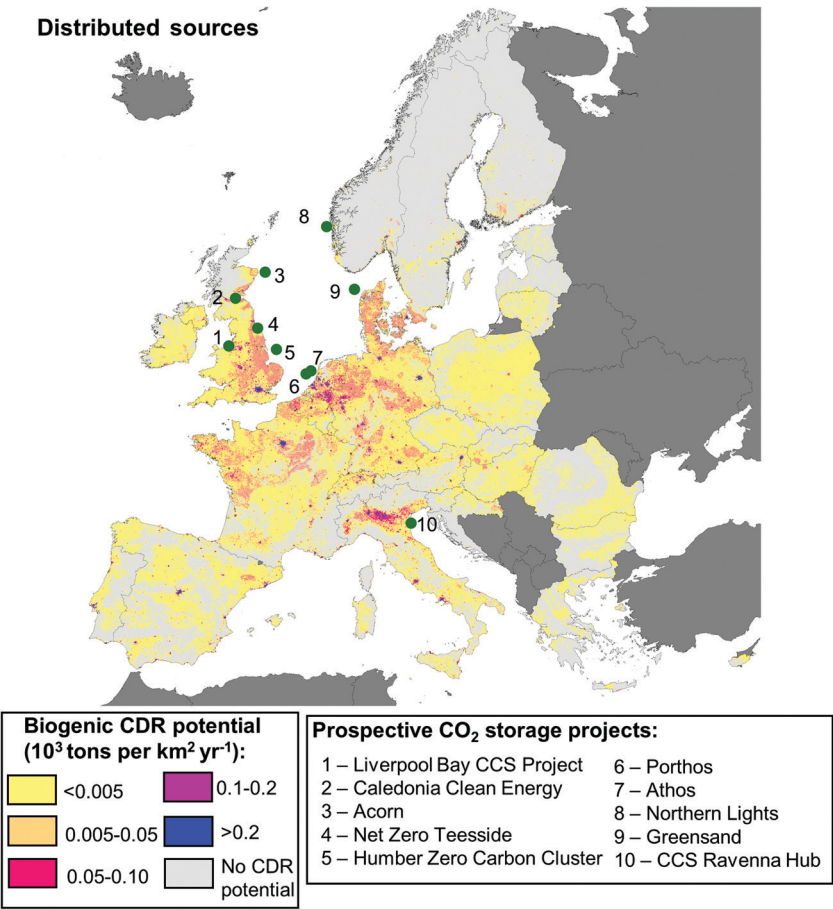 Distributed sources
8
3
9
2
4
1
5
7
6
10
Biogenic CDR potential
(10³ tons per km² yr⁻¹):
<0.005
0.1-0.2
0.005-0.05
>0.2
0.05-0.10
No CDR
potential
Prospective CO₂ storage projects:
1 – Liverpool Bay CCS Project
2 – Caledonia Clean Energy
3 – Acorn
4 – Net Zero Teesside
5 – Humber Zero Carbon Cluster
6 – Porthos
7 – Athos
8 – Northern Lights
9 – Greensand
10 – CCS Ravenna Hub